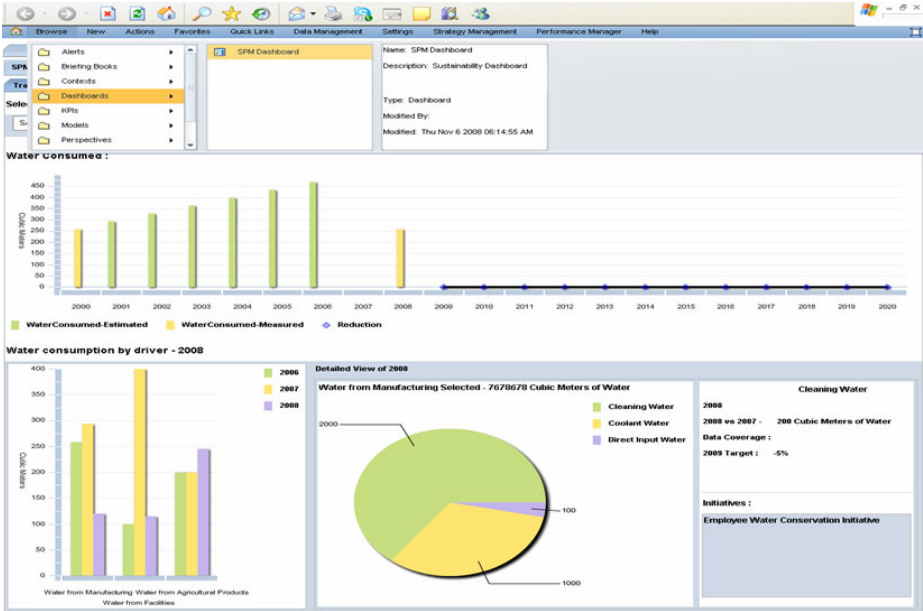 Browse New Actions Favorites Quick Links Data Management Settings Strategy Management Performance Manager Help
Alerts
Briefing Books
Contexts
Dashboards
KPIs
Models
Perspectives
SPM Dashboard
Name: SPM Dashboard
Description: Sustainability Dashboard
Type: Dashboard
Modified By:
Modified: Thu Nov 6 2008 06:14:55 AM
SPM
Tra
Sele
Water Consumed :
450
400
350
300
250
200
150
100
50
0
Cubic Meters
2000 2001 2002 2003 2004 2005 2006 2007 2008 2009 2010 2011 2012 2013 2014 2015 2016 2017 2018 2019 2020
WaterConsumed-Estimated WaterConsumed-Measured Reduction
Water consumption by driver - 2008
400
350
300
250
200
150
100
50
0
Cubic Meters
2006
2007
2008
Water from Manufacturing Water from Agricultural Products
Water from Facilities
Detailed View of 2008
Water from Manufacturing Selected - 7678678 Cubic Meters of Water
Cleaning Water
Coolant Water
Direct Input Water
2000
100
1000
Cleaning Water
2008
2008 vs 2007 - 200 Cubic Meters of Water
Data Coverage :
2009 Target : -5%
Initiatives :
Employee Water Conservation Initiative